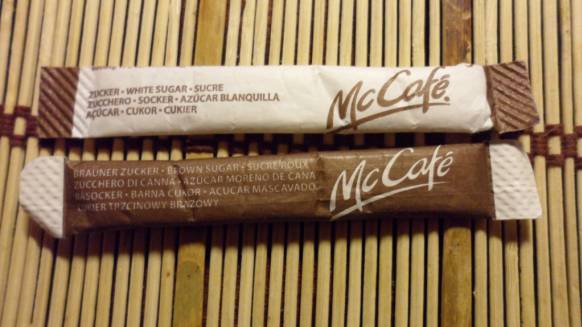 ZUCKER • WHITE SUGAR • SUCRE
ZUCCHERO • SOCKER • AZÚCAR BLANQUILLA
AÇÚCAR • CUKOR • CUKIER
McCafé®
BRAUNER ZUCKER • BROWN SUGAR • SUCRE ROUX
ZUCCHERO DI CANNA • AZÚCAR MORENO DE CAÑA
RÅSOCKER • BARNA CUKOR • AÇÚCAR MASCAVADO
CUKIER TRZCINOWY BRĄZOWY
McCafé